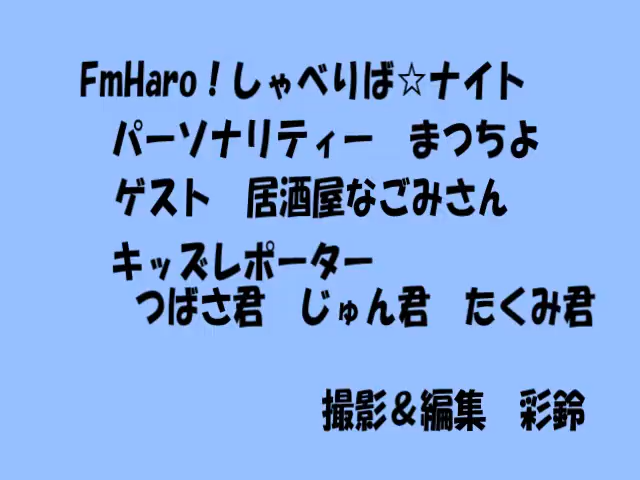 FmHaro！しゃべりば☆ナイト
パーソナリティー　まつちよ
ゲスト　居酒屋なごみさん
キッズレポーター
つばさ君　じゅん君　たくみ君
撮影＆編集　彩鈴